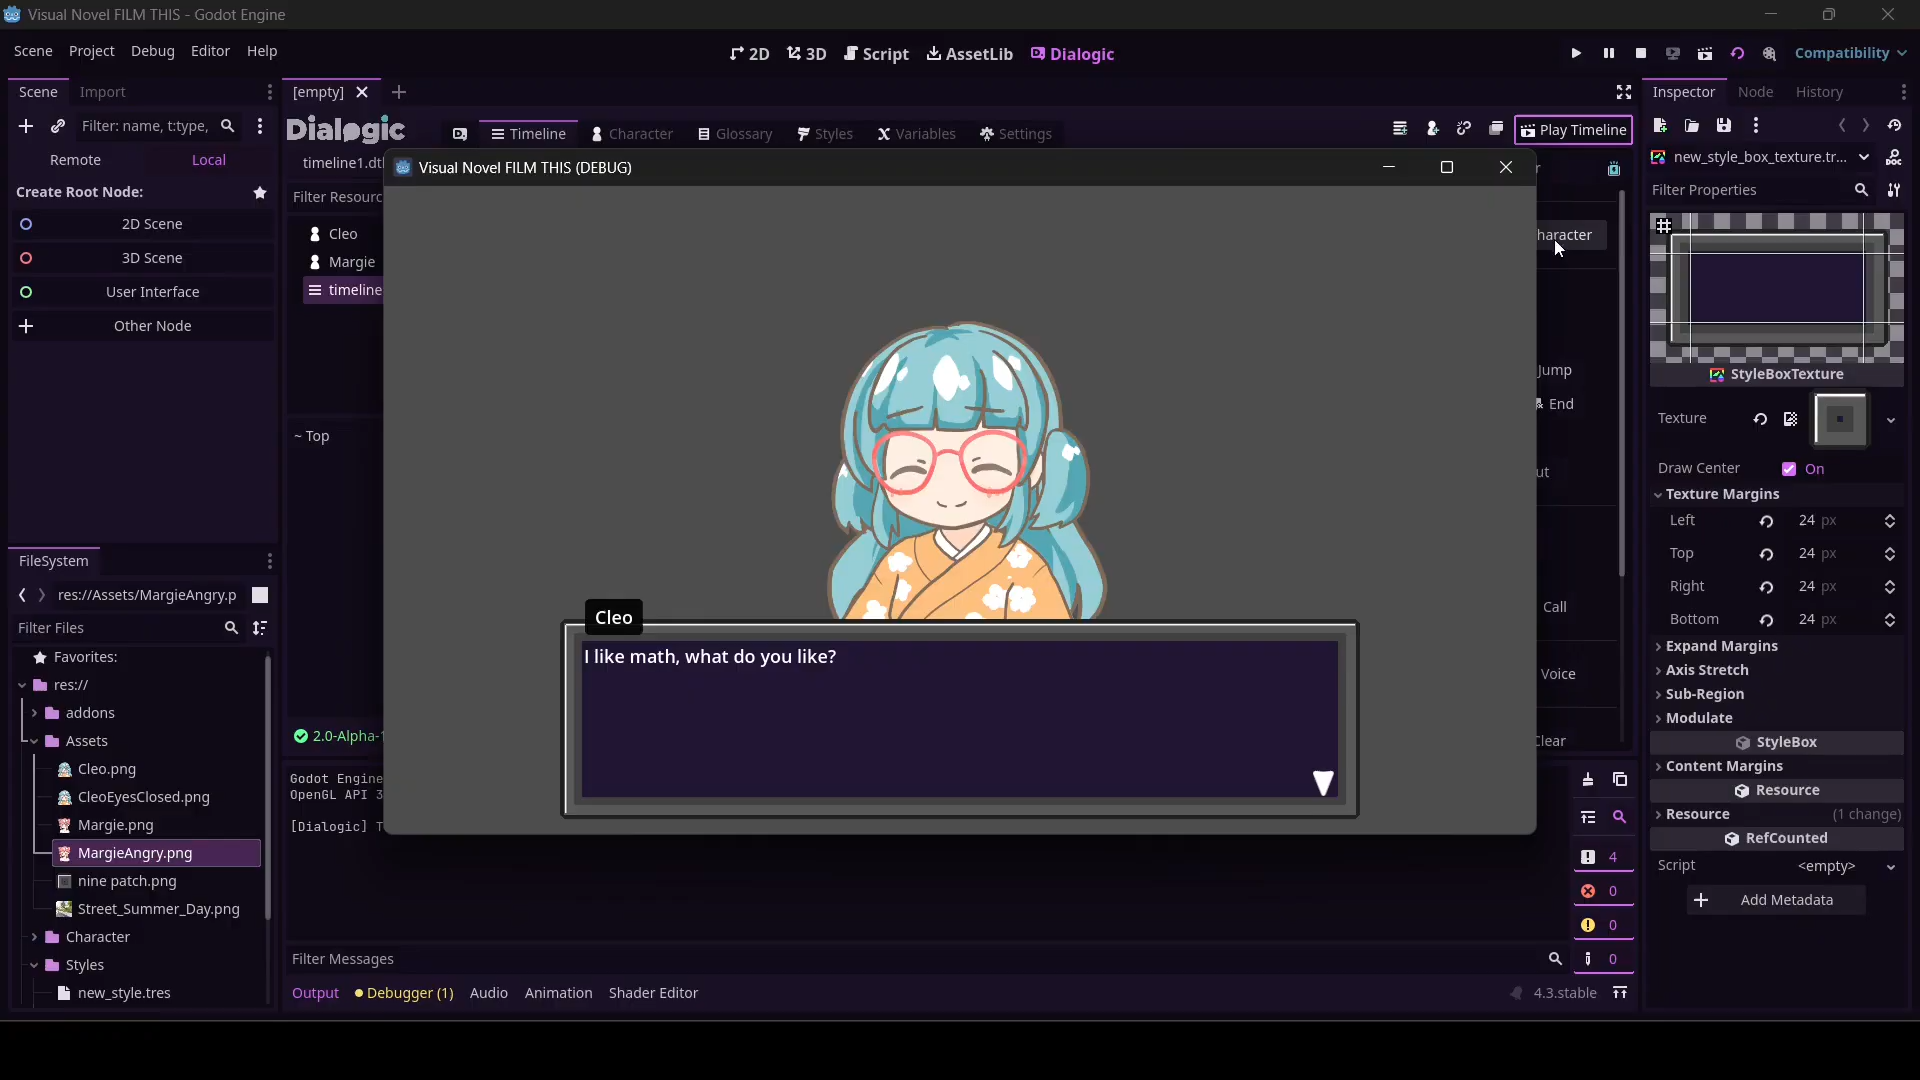 Visual Novel FILM THIS - Godot Engine
Scene Project Debug Editor Help
2D 3D Script AssetLib Dialogic
Compatibility
Scene Import
[empty]
Inspector Node History
Filter: name, t:type,
Dialogic
Timeline Character Glossary Styles Variables Settings
Play Timeline
Remote Local
timeline1.dt
Visual Novel FILM THIS (DEBUG)
new_style_box_texture.tr...
Create Root Node:
Filter Resourc
Filter Properties
2D Scene
Cleo
haracter
3D Scene
Margie
User Interface
timeline
Other Node
Jump
StyleBoxTexture
End
Texture
~ Top
ut
Draw Center On
Texture Margins
Left 24 px
Top 24 px
Right 24 px
Bottom 24 px
FileSystem
res://Assets/MargieAngry.p
Call
Cleo
Filter Files
I like math, what do you like?
Expand Margins
Favorites:
Axis Stretch
res://
Voice
Sub-Region
addons
Modulate
Assets
2.0-Alpha-1
Clear
StyleBox
Cleo.png
Content Margins
CleoEyesClosed.png
Godot Engine
OpenGL API 3
Resource
Margie.png
[Dialogic] T
Resource (1 change)
MargieAngry.png
4
RefCounted
nine patch.png
0
Script <empty>
Street_Summer_Day.png
0
Add Metadata
Character
Filter Messages
0
Styles
new_style.tres
Output Debugger (1) Audio Animation Shader Editor
4.3.stable